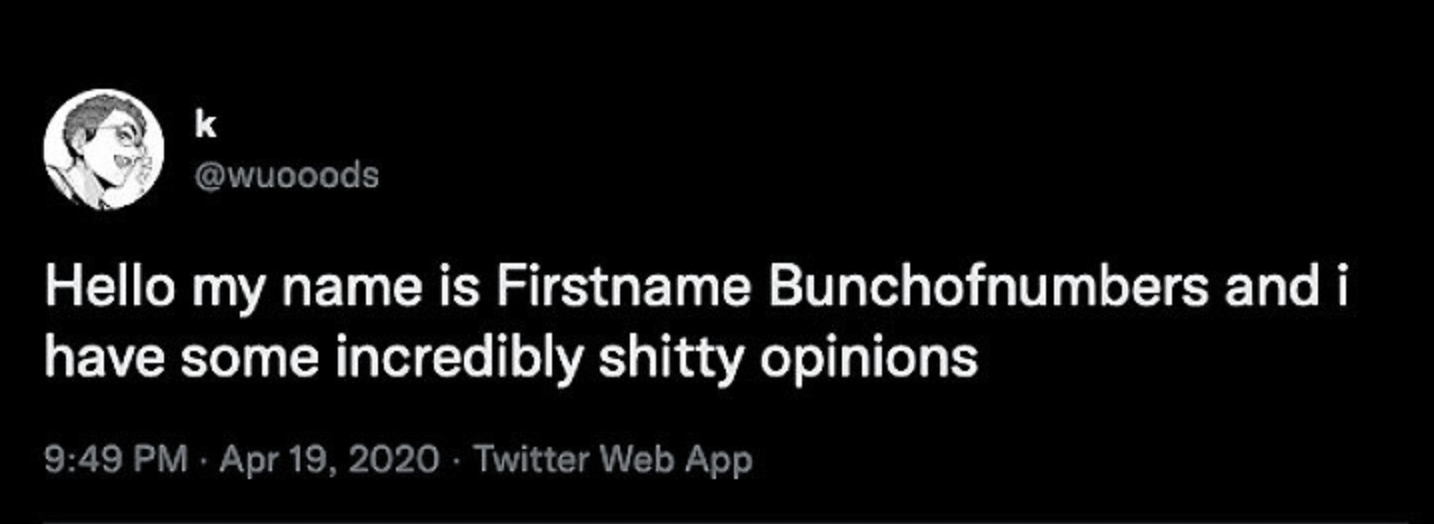 k
@wuooods
Hello my name is Firstname Bunchofnumbers and i
have some incredibly shitty opinions
9:49 PM · Apr 19, 2020 · Twitter Web App